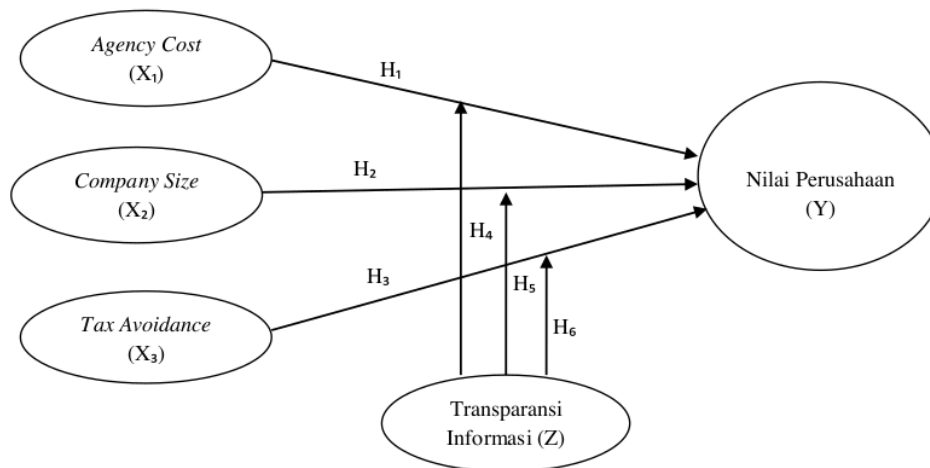 Agency Cost
(X₁)
H₁
Company Size
(X₂)
H₂
Nilai Perusahaan
(Y)
H₄
H₃
H₅
Tax Avoidance
(X₃)
H₆
Transparansi
Informasi (Z)